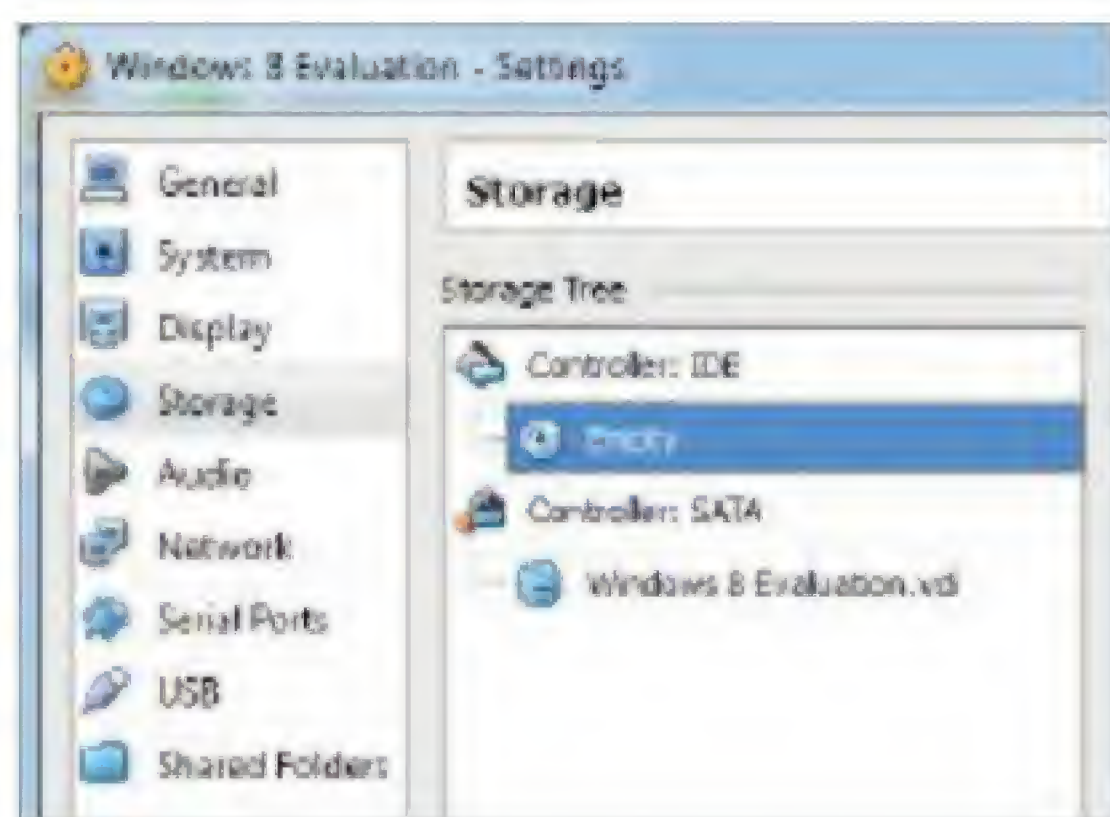 Windows 8 Evaluation - Settings
General
System
Display
Storage
Audio
Network
Serial Ports
USB
Shared Folders
Storage
Storage Tree
Controller: IDE
Empty
Controller: SATA
Windows 8 Evaluation.vdi